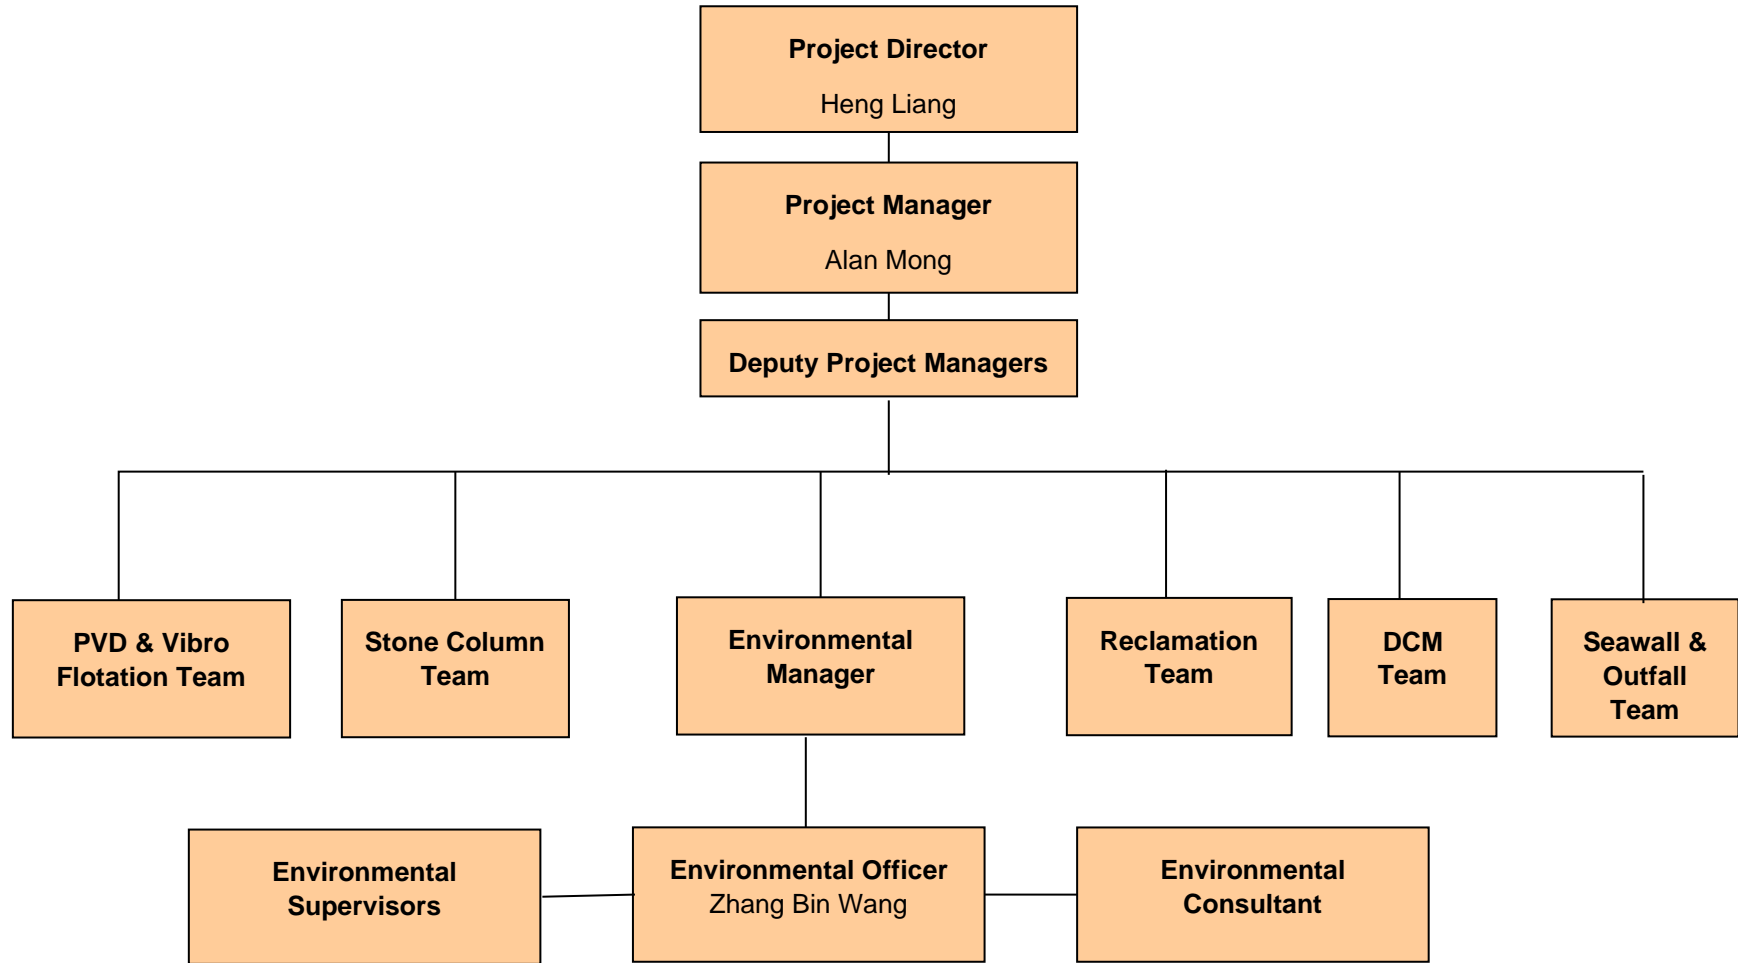 Project Director
Heng Liang
Project Manager
Alan Mong
Deputy Project Managers
PVD & Vibro
Flotation Team
Stone Column
Team
Environmental
Manager
Reclamation
Team
DCM
Team
Seawall &
Outfall
Team
Environmental
Supervisors
Environmental Officer
Zhang Bin Wang
Environmental
Consultant